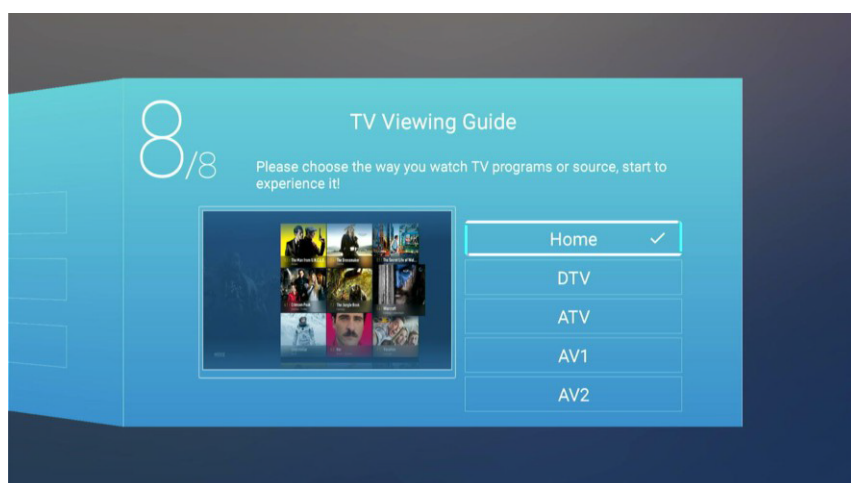 8/8
TV Viewing Guide
Please choose the way you watch TV programs or source, start to
experience it!
Home
DTV
ATV
AV1
AV2